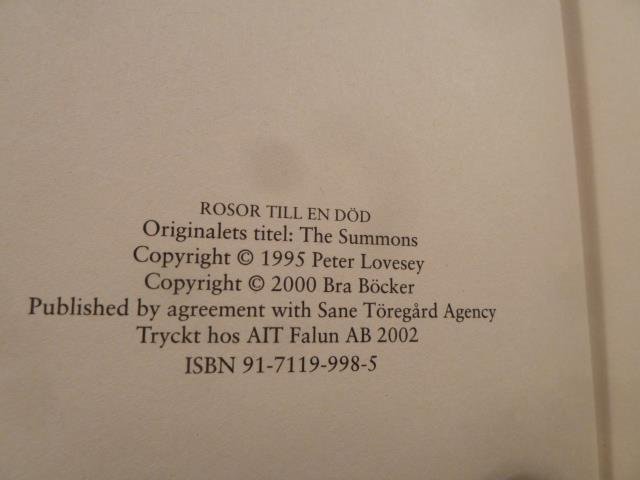 ROSOR TILL EN DÖD
Originalets titel: The Summons
Copyright © 1995 Peter Lovesey
Copyright © 2000 Bra Böcker
Published by agreement with Sane Töregård Agency
Tryckt hos AIT Falun AB 2002
ISBN 91-7119-998-5